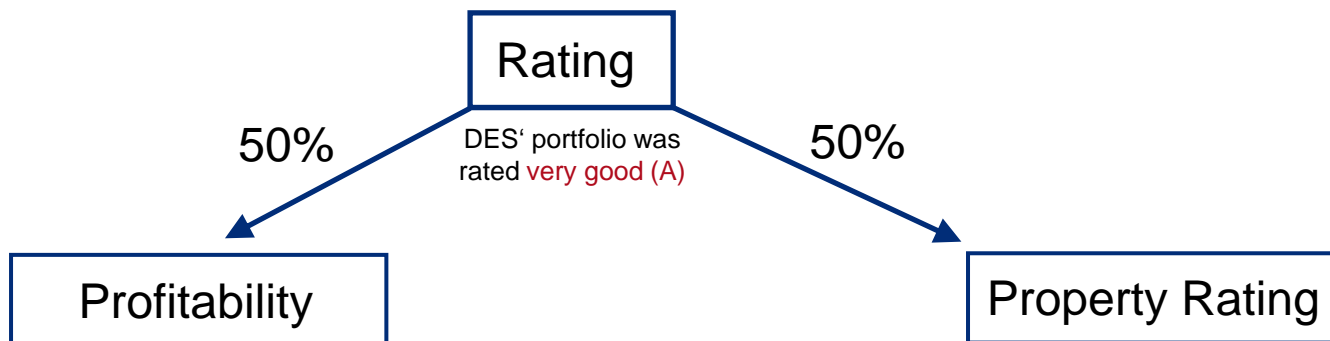 Rating
50%
DES‘ portfolio was
rated very good (A)
50%
Profitability
Property Rating